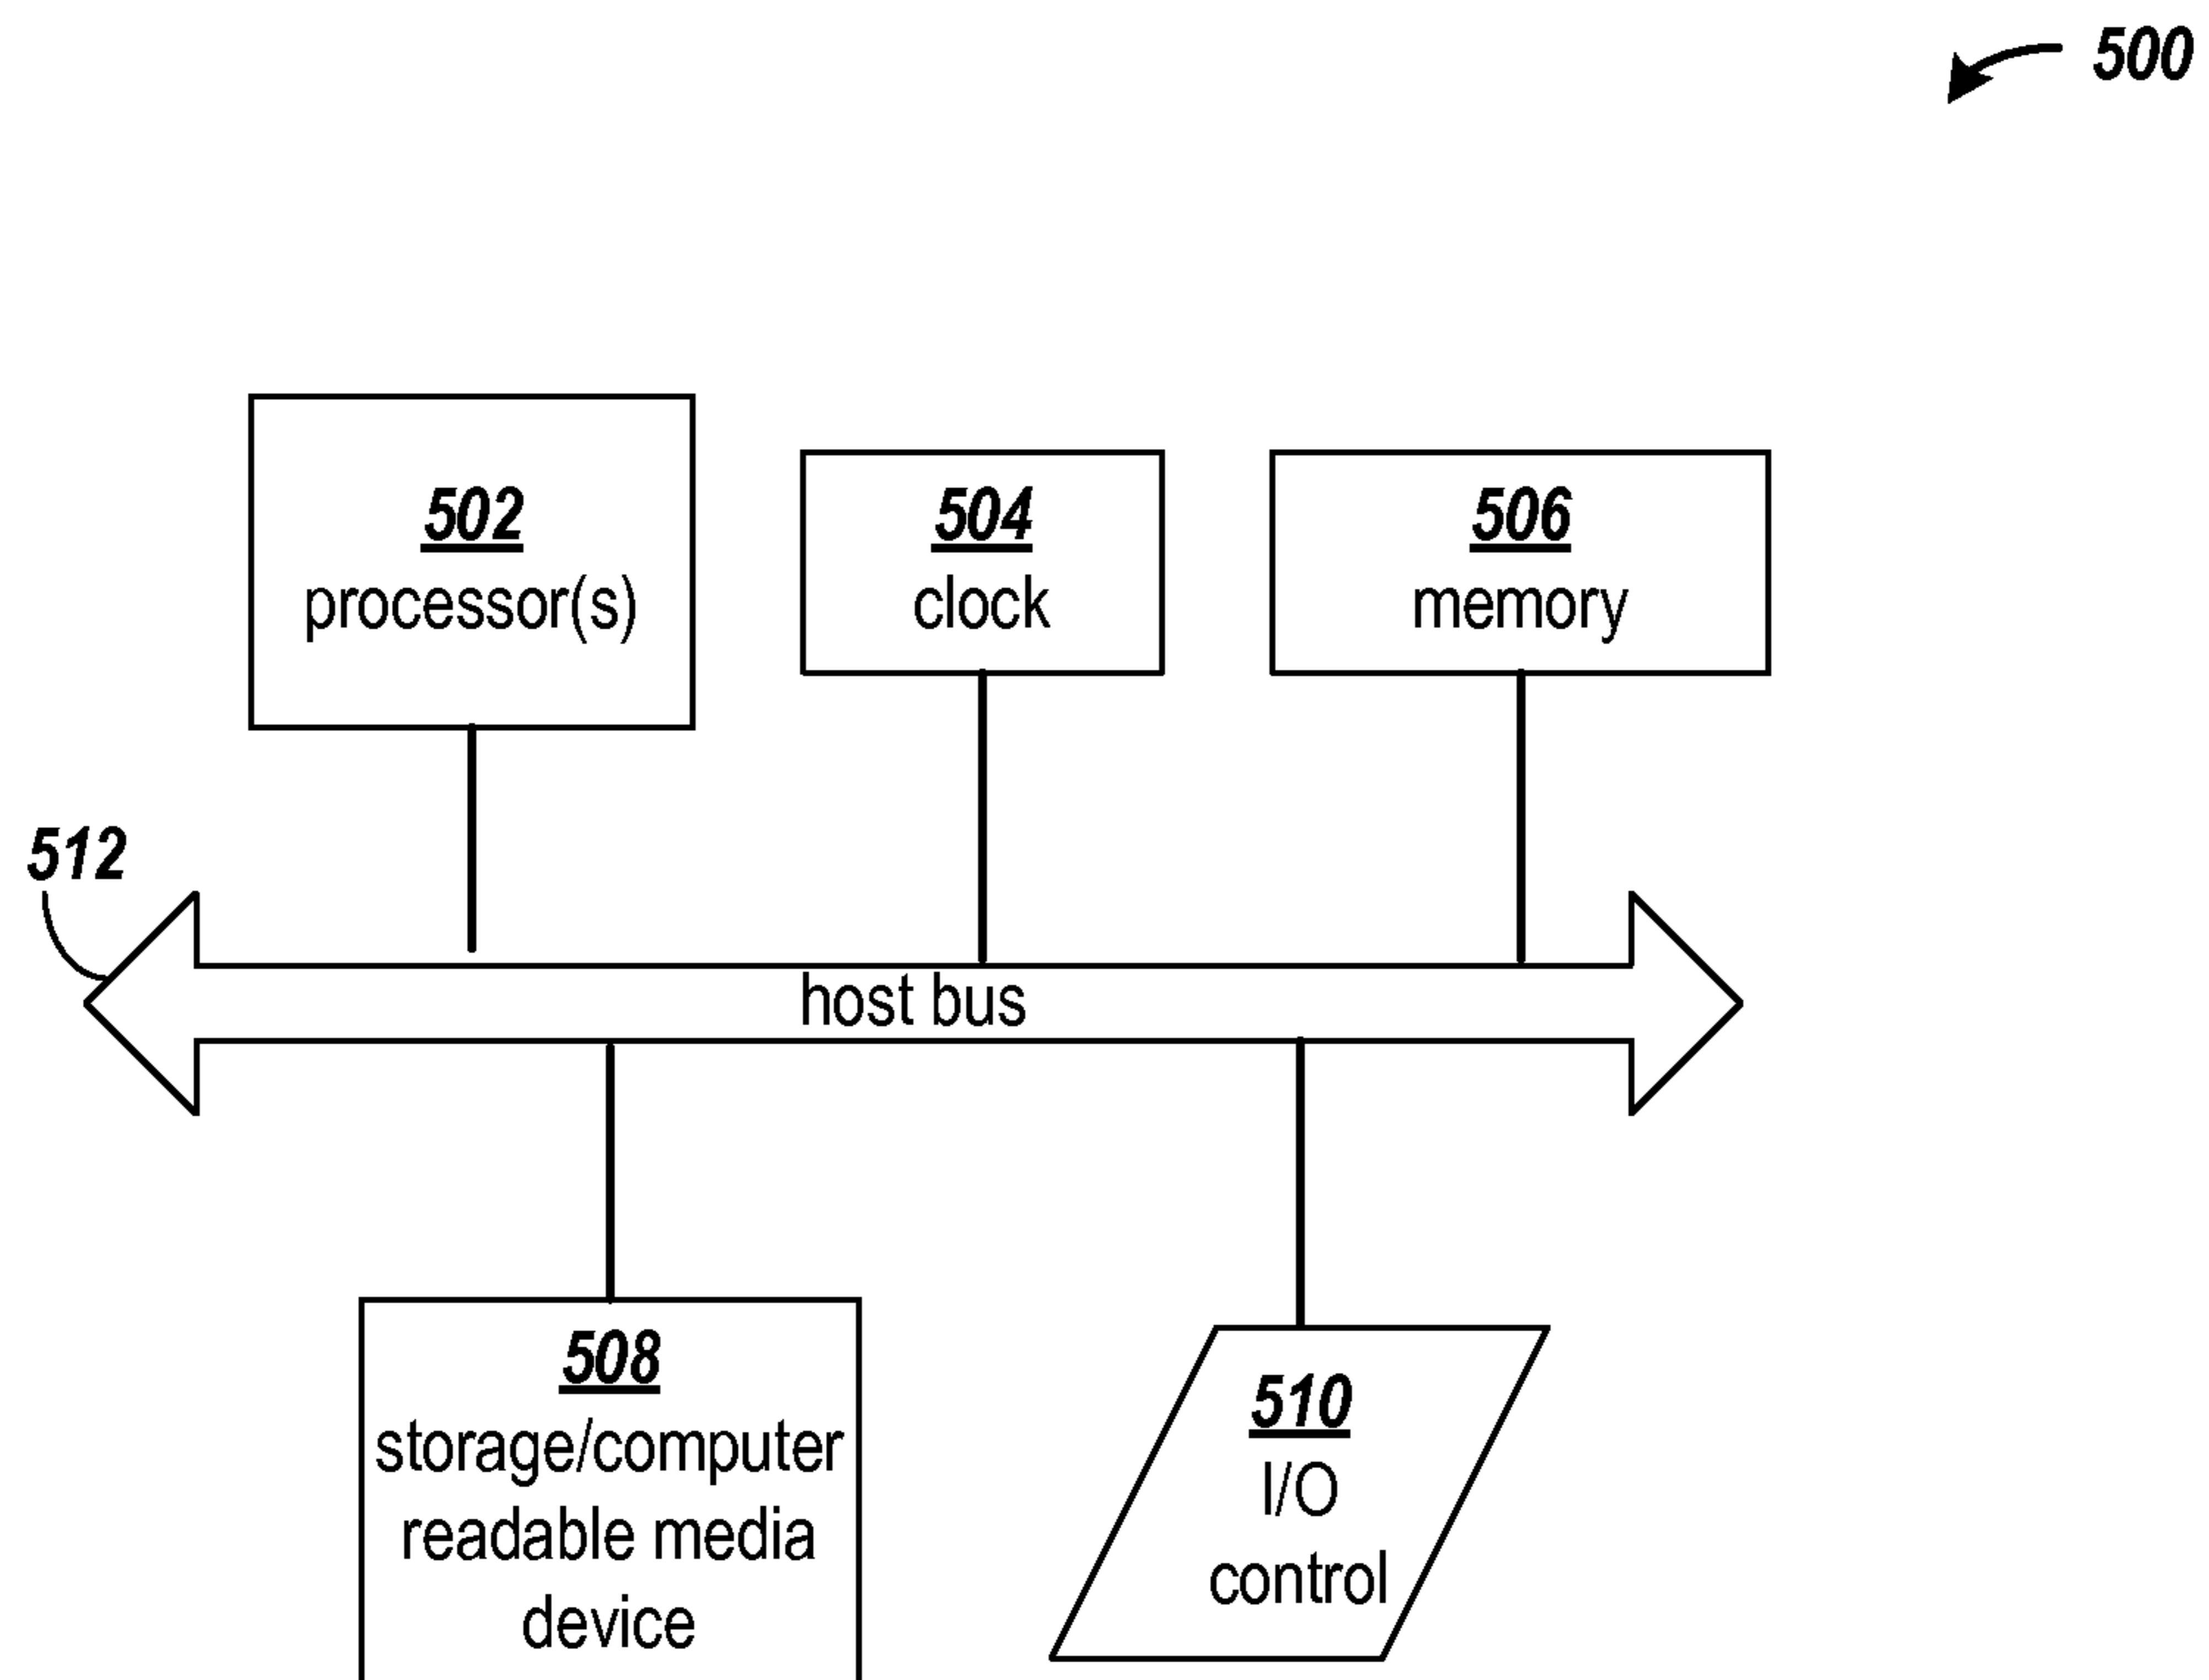 500
502
processor(s)
504
clock
506
memory
512
host bus
508
storage/computer
readable media
device
510
I/O
control